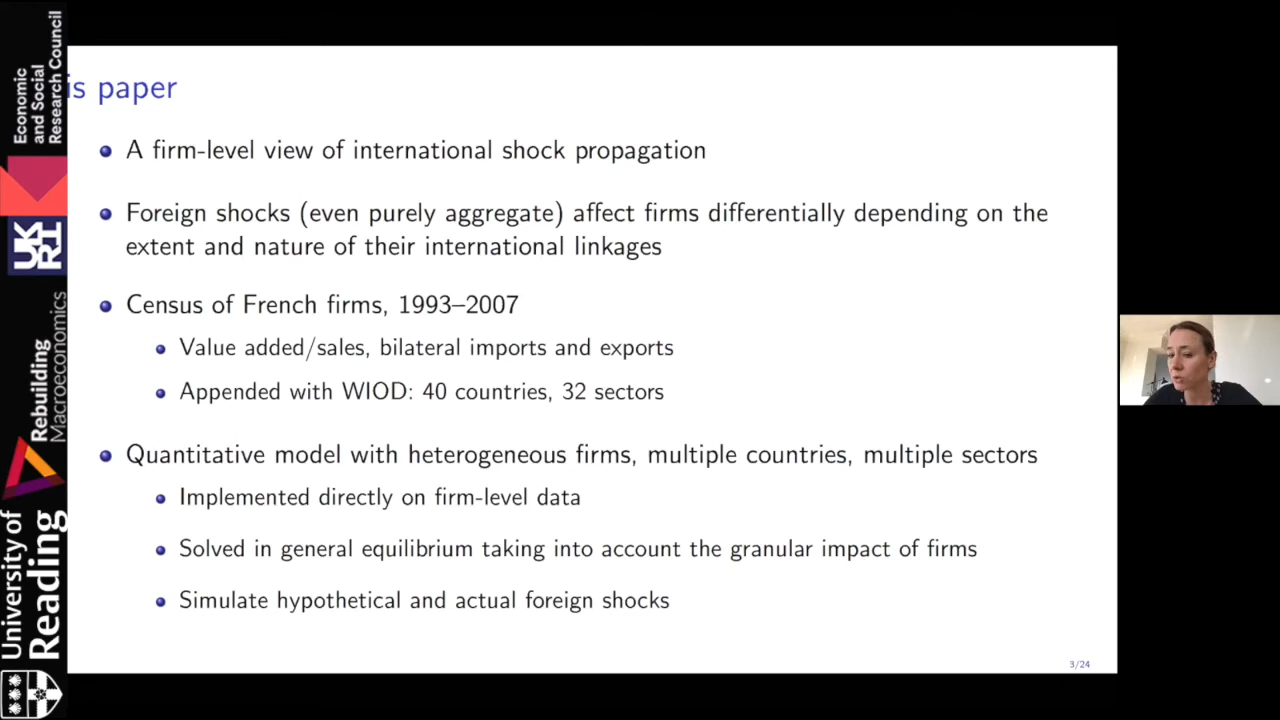 is paper
A firm-level view of international shock propagation
Foreign shocks (even purely aggregate) affect firms differentially depending on the
extent and nature of their international linkages
Census of French firms, 1993–2007
Value added/sales, bilateral imports and exports
Appended with WIOD: 40 countries, 32 sectors
Quantitative model with heterogeneous firms, multiple countries, multiple sectors
Implemented directly on firm-level data
Solved in general equilibrium taking into account the granular impact of firms
Simulate hypothetical and actual foreign shocks
3/24
Economic
and Social
Research Council
UK
RI
Rebuilding
Macroeconomics
University of
Reading